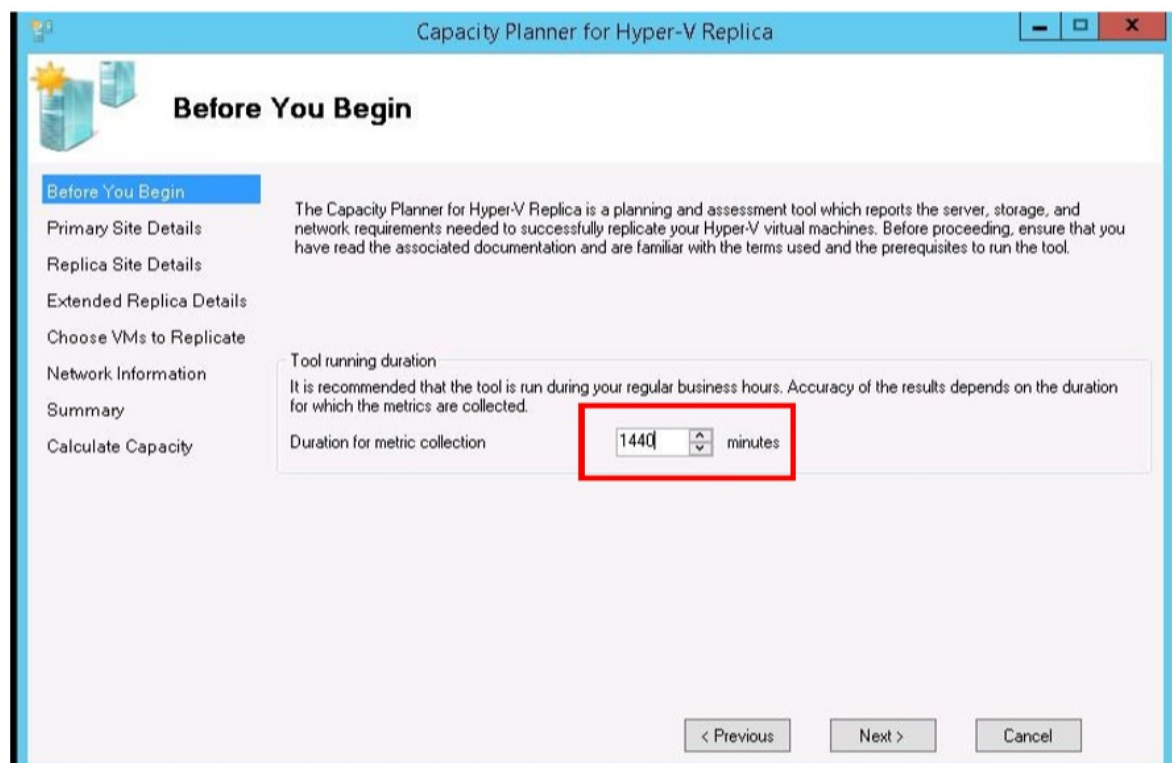 Capacity Planner for Hyper-V Replica
Before You Begin
Before You Begin
Primary Site Details
Replica Site Details
Extended Replica Details
Choose VMs to Replicate
Network Information
Summary
Calculate Capacity
The Capacity Planner for Hyper-V Replica is a planning and assessment tool which reports the server, storage, and
network requirements needed to successfully replicate your Hyper-V virtual machines. Before proceeding, ensure that you
have read the associated documentation and are familiar with the terms used and the prerequisites to run the tool.
Tool running duration
It is recommended that the tool is run during your regular business hours. Accuracy of the results depends on the duration
for which the metrics are collected.
Duration for metric collection 1440 minutes
< Previous Next > Cancel